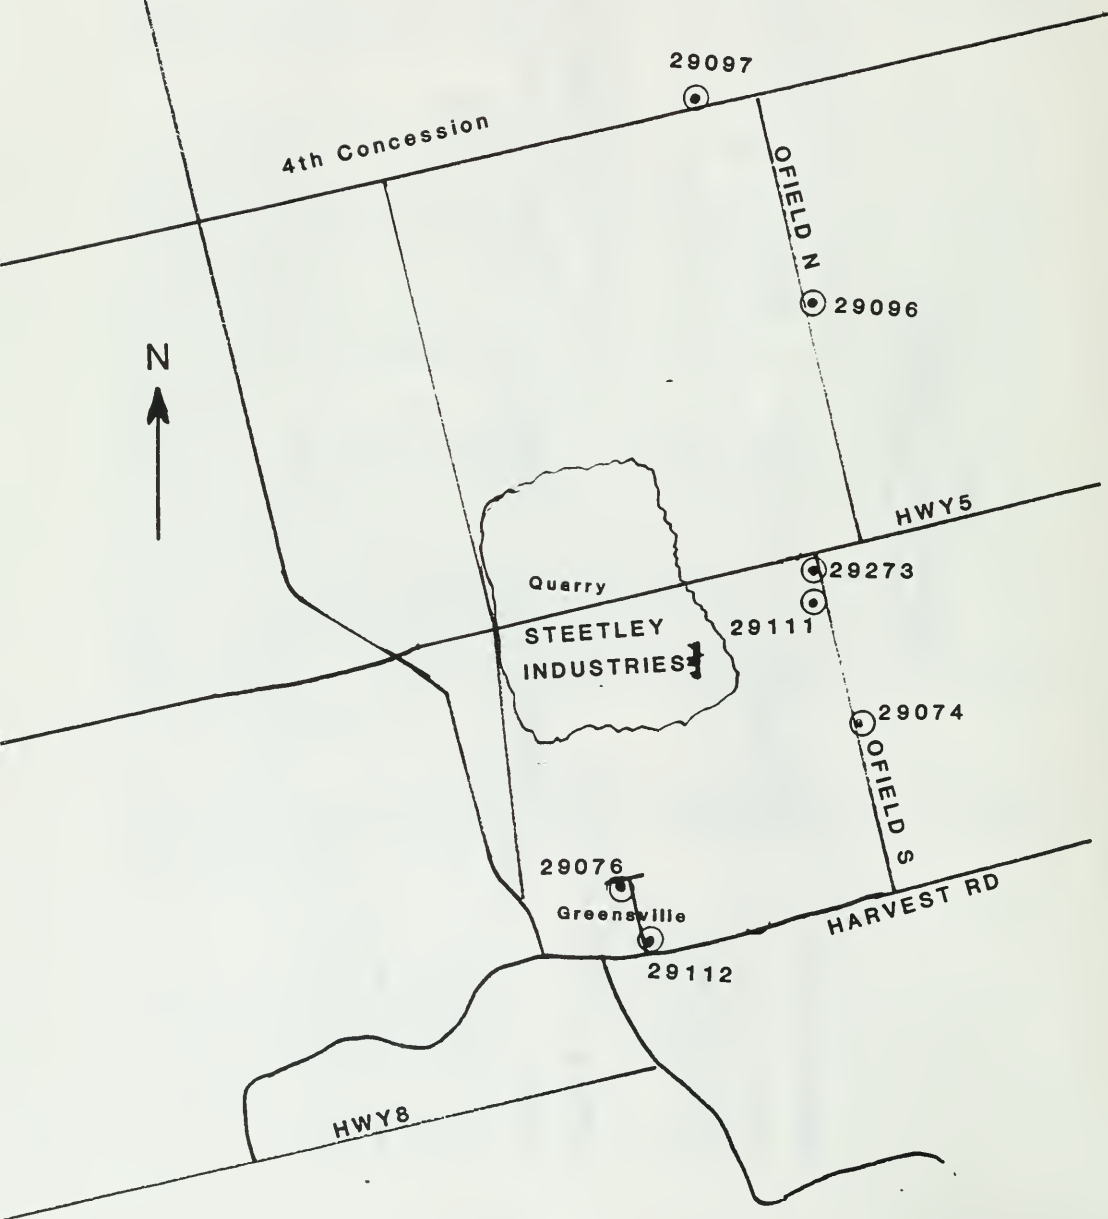 29097
4th Concession
OFIELD N
29096
N
HWY5
Quarry
29273
STEETLEY
29111
INDUSTRIES
29074
OFIELD S
29076
HARVEST RD
Greensville
29112
HWY8